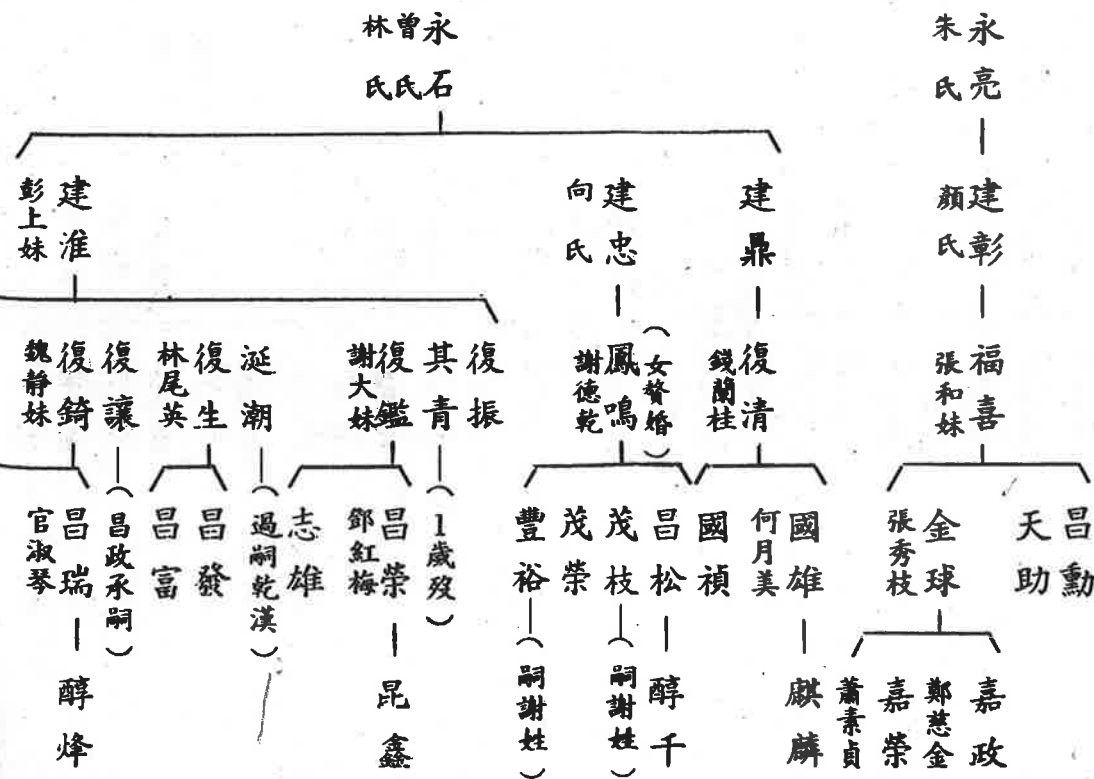 永亮
朱氏
永石
曾氏
林氏
建彰
顏氏
建鼎
建忠
向氏
建淮
彭上妹
福喜
張和妹
復清
錢蘭桂
（女贅婚）
鳳鳴
謝德乾
復振
其青
復鑑
謝大妹
涎潮
復生
林尾英
復讓
復錡
魏靜妹
昌勳
天助
金球
張秀枝
國雄
何月美
國禎
昌松
茂枝
茂榮
豐裕
（1歲歿）
昌榮
鄧紅梅
志雄
（過嗣乾漢）
昌發
昌富
（昌政承嗣）
昌瑞
官淑琴
嘉政
鄭慈金
嘉榮
蕭素貞
麒麟
醇千
（嗣謝姓）
（嗣謝姓）
昆鑫
醇烽